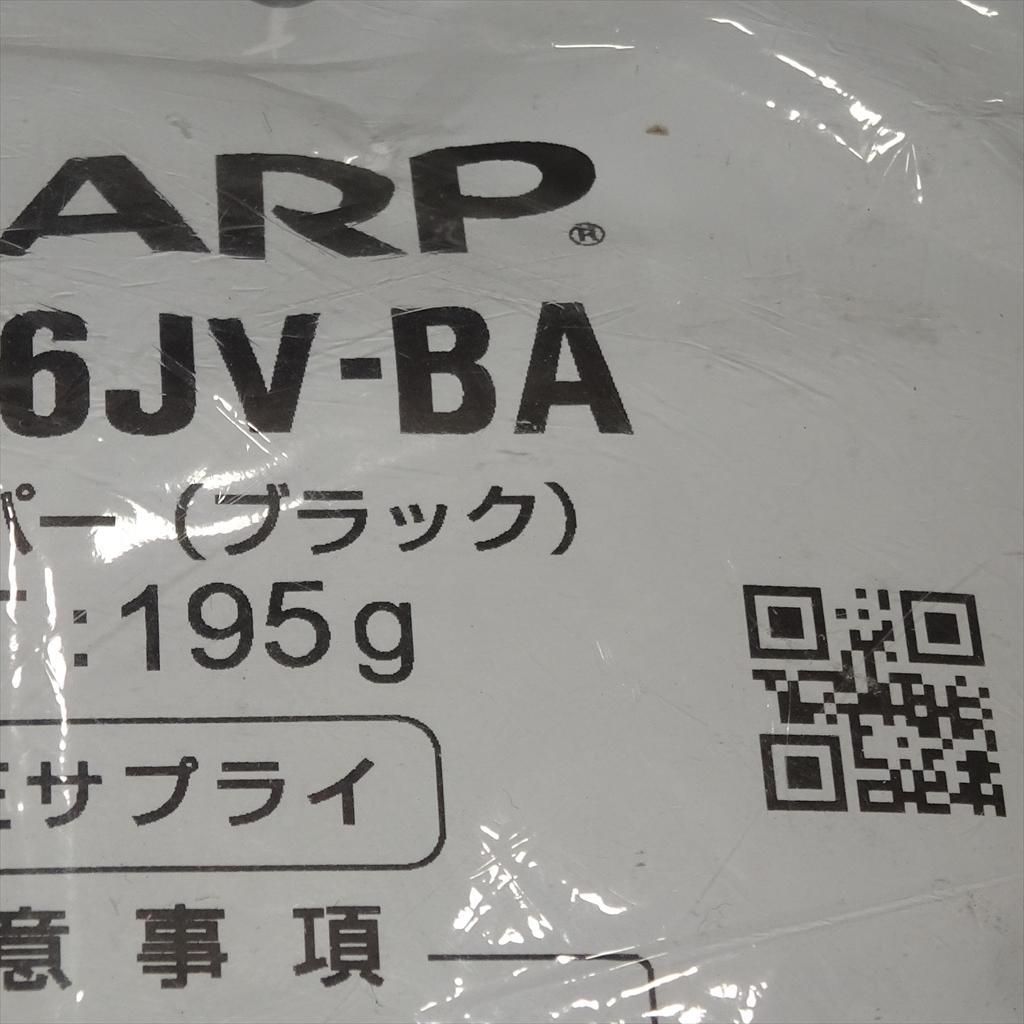 ARP®
6JV-BA
パー（ブラック）
:195g
サプライ
意事項